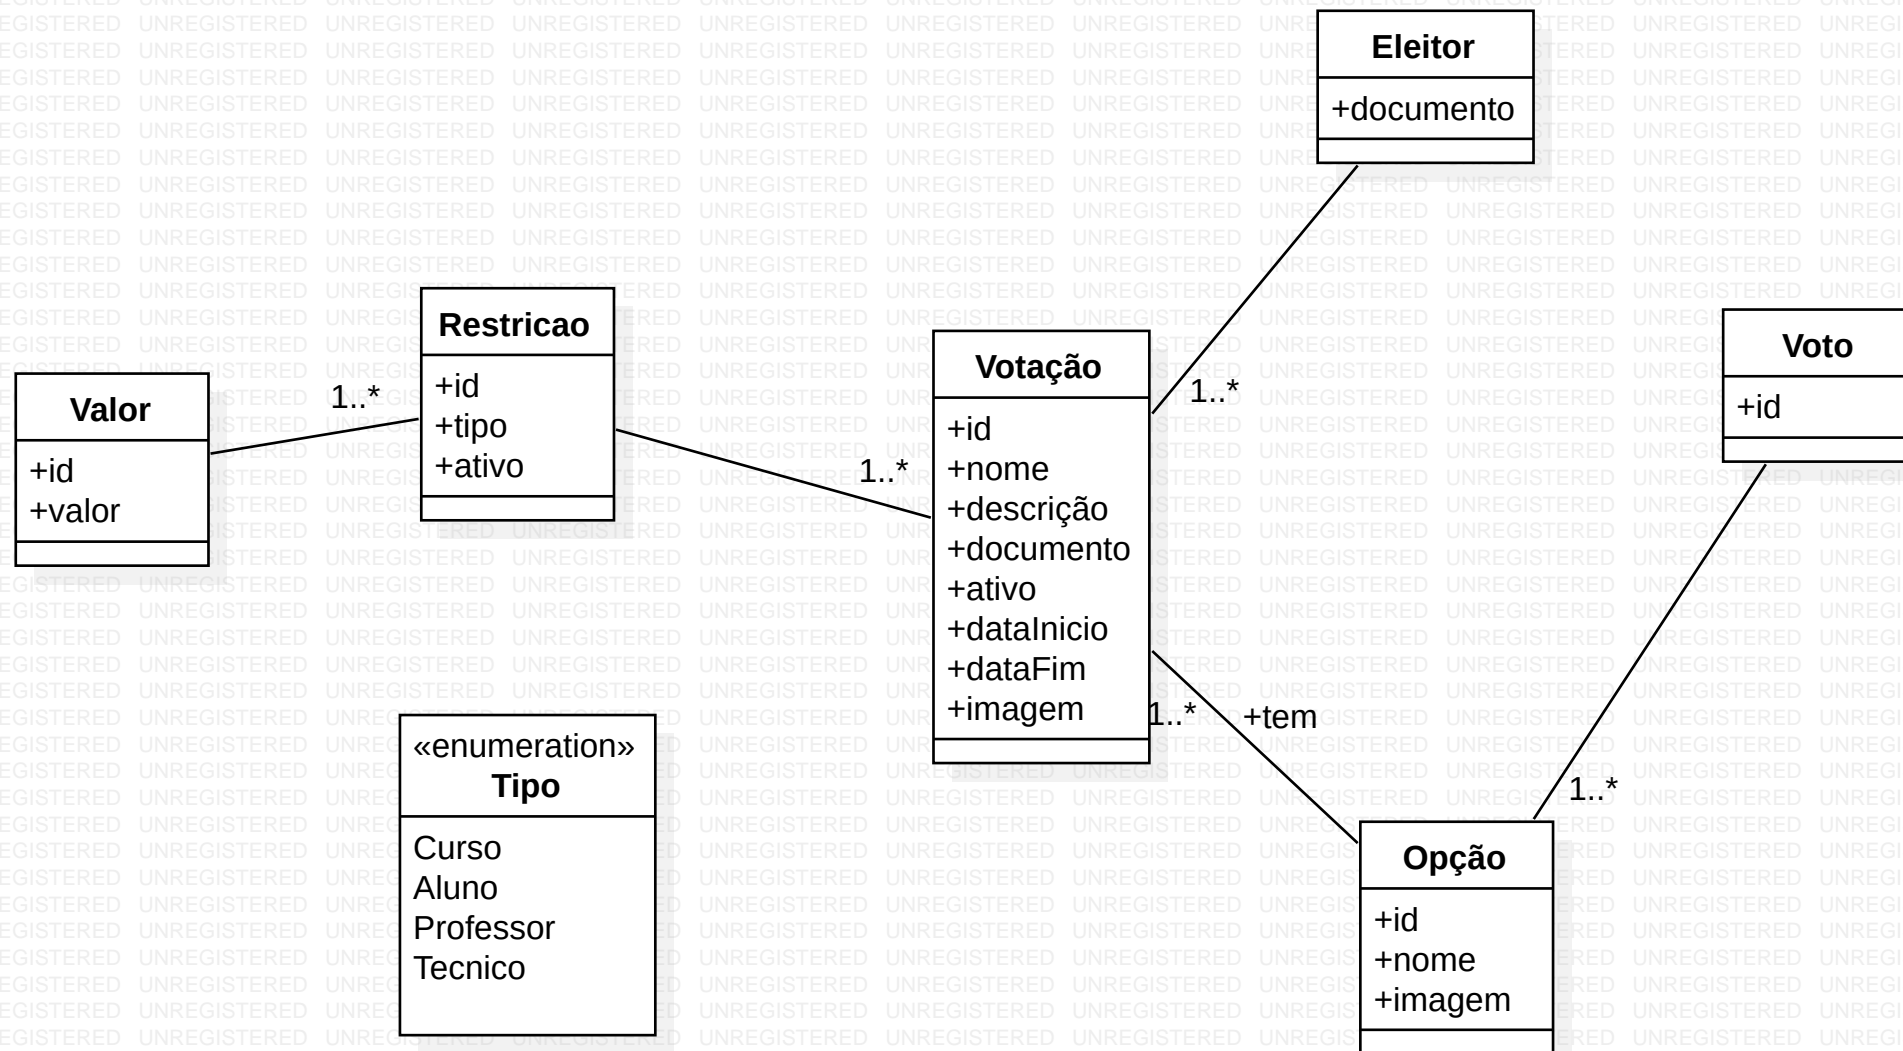 Eleitor
+documento
Restricao
+id
+tipo
+ativo
Votação
+id
+nome
+descrição
+documento
+ativo
+dataInicio
+dataFim
+imagem
Voto
+id
Valor
+id
+valor
1..*
1..*
1..*
1..*
+tem
1..*
«enumeration»
Tipo
Curso
Aluno
Professor
Tecnico
Opção
+id
+nome
+imagem
UNREGISTERED